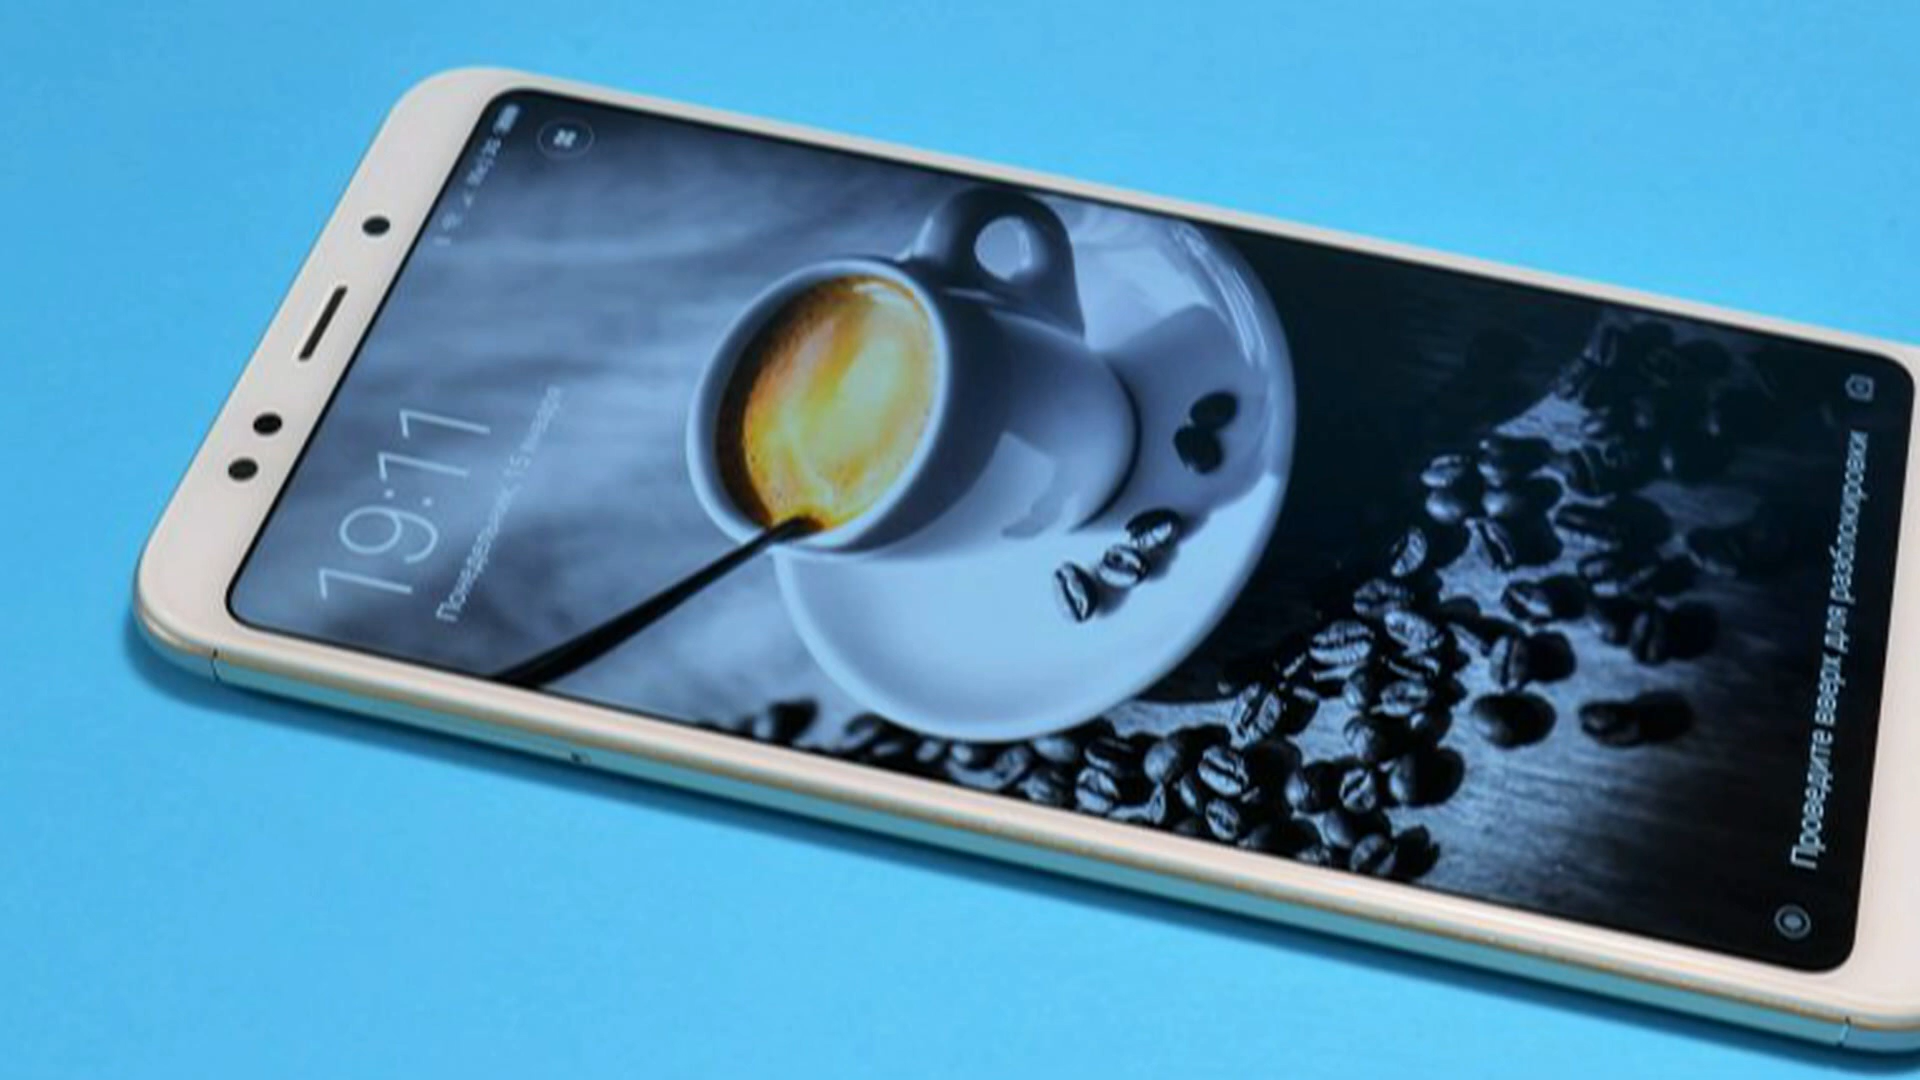 19:11
Понедельник, 15 января
Проведите вверх для разблокировки